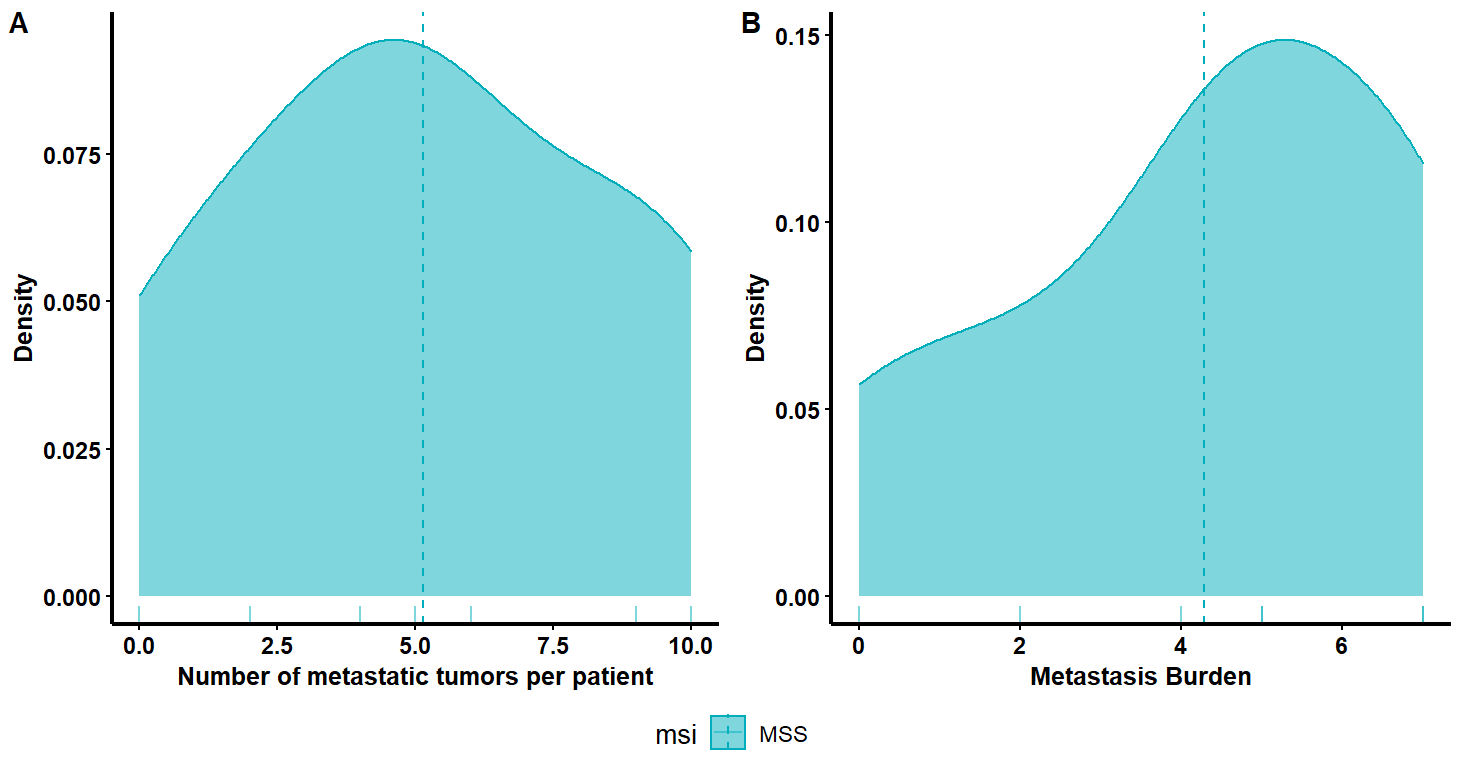 A
Density
0.075
0.050
0.025
0.000
0.0 2.5 5.0 7.5 10.0
Number of metastatic tumors per patient
B
Density
0.15
0.10
0.05
0.00
0 2 4 6
Metastasis Burden
msi MSS